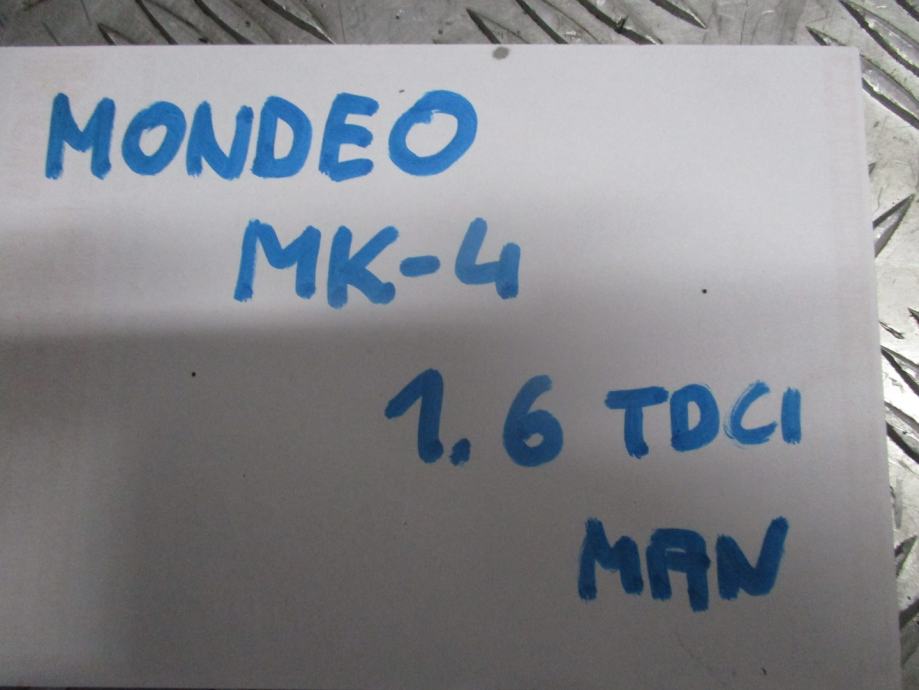 MONDEO
MK-4
1.6 TDCI
MAN